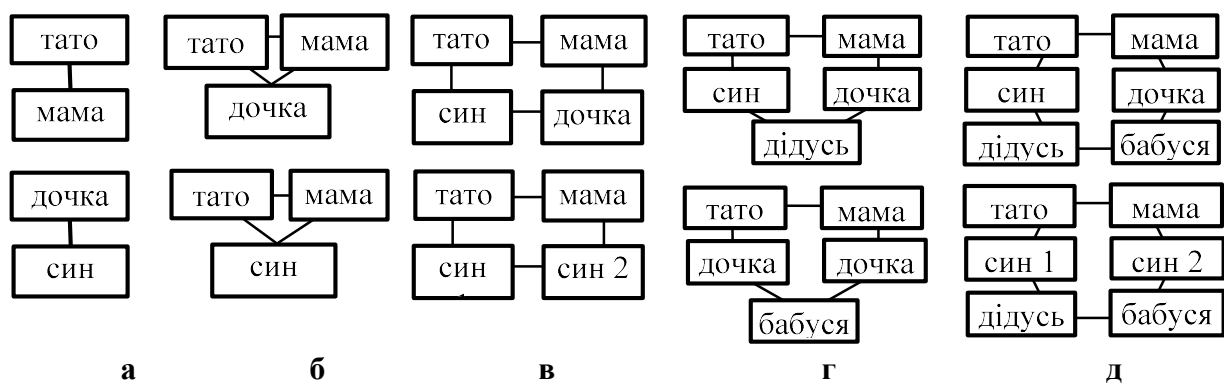 тато
мама
дочка
син
тато мама
дочка
тато мама
син
тато мама
син дочка
тато мама
син син 2
тато мама
син дочка
дідусь
тато мама
дочка дочка
бабуся
тато мама
син дочка
дідусь бабуся
тато мама
син 1 син 2
дідусь бабуся
а б в г д